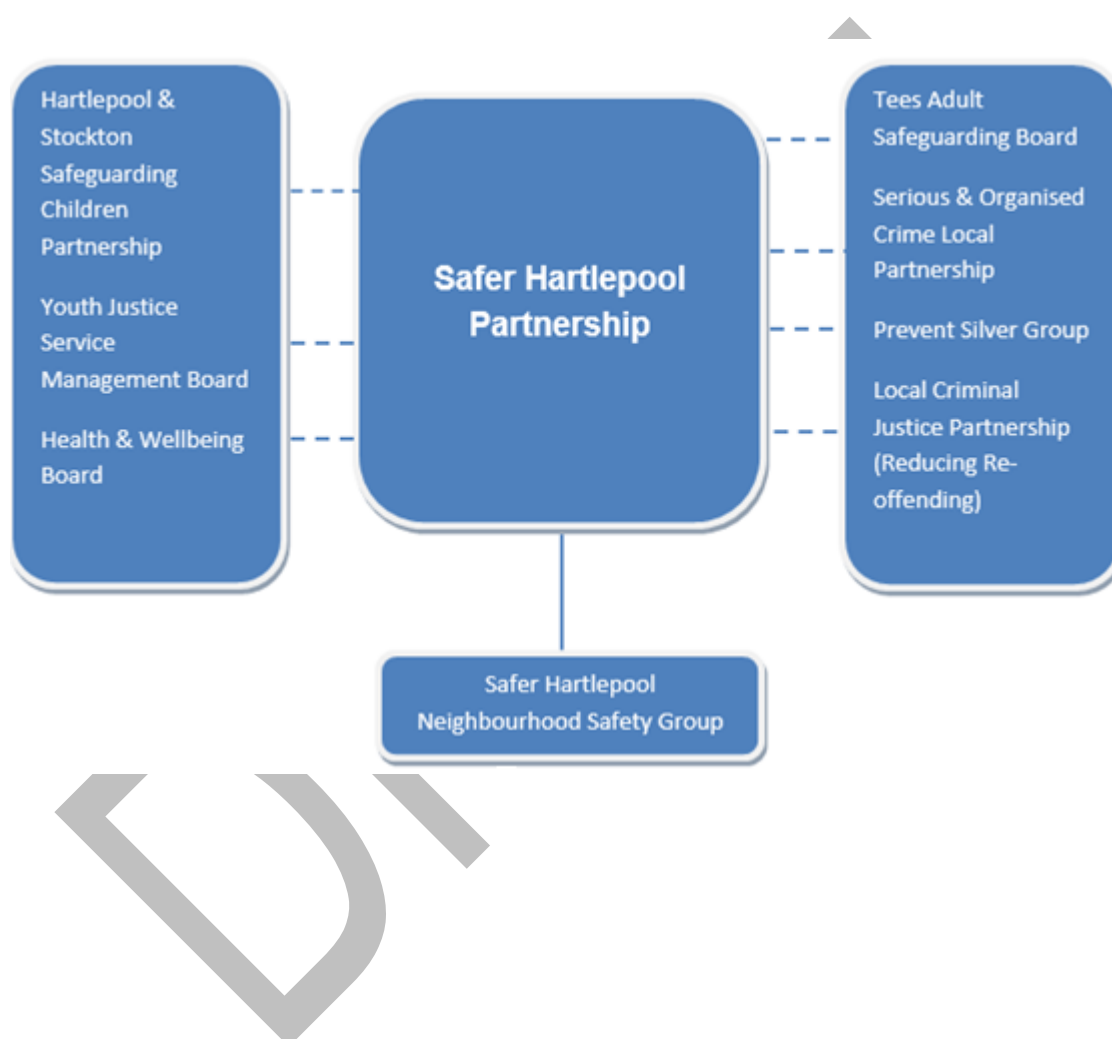 Hartlepool &
Stockton
Safeguarding
Children
Partnership
Youth Justice
Service
Management Board
Health & Wellbeing
Board
Safer Hartlepool
Partnership
Tees Adult
Safeguarding Board
Serious & Organised
Crime Local
Partnership
Prevent Silver Group
Local Criminal
Justice Partnership
(Reducing Re-
offending)
Safer Hartlepool
Neighbourhood Safety Group